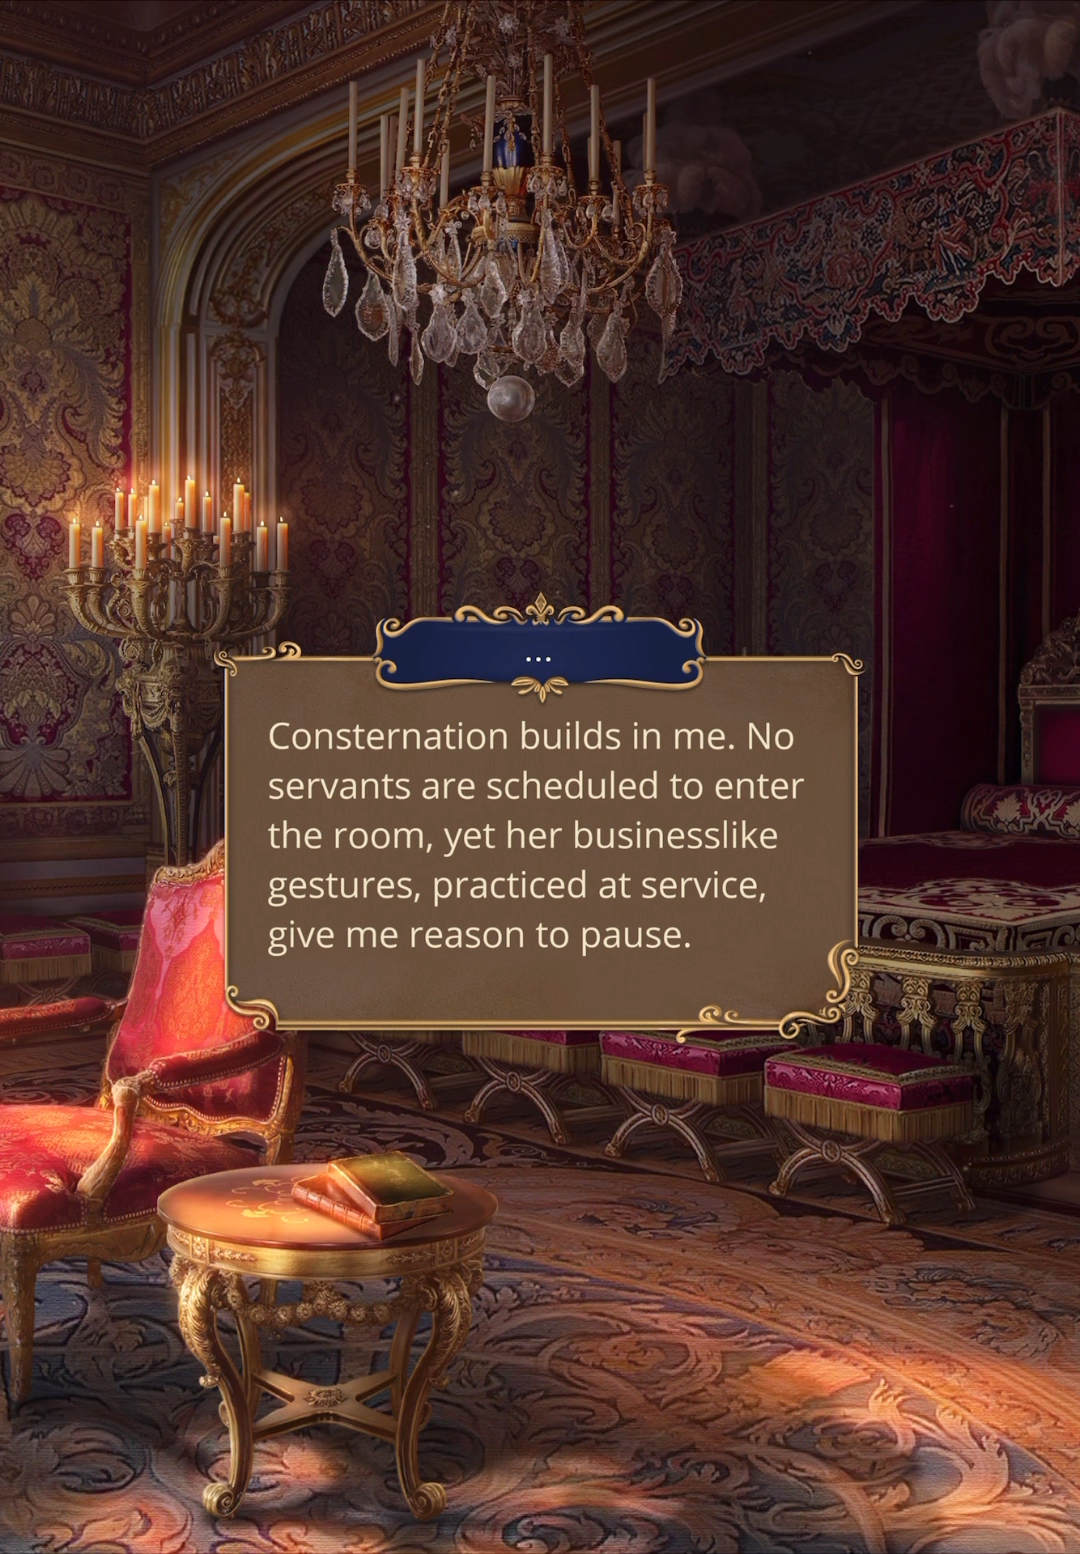 ...
Consternation builds in me. No
servants are scheduled to enter
the room, yet her businesslike
gestures, practiced at service,
give me reason to pause.